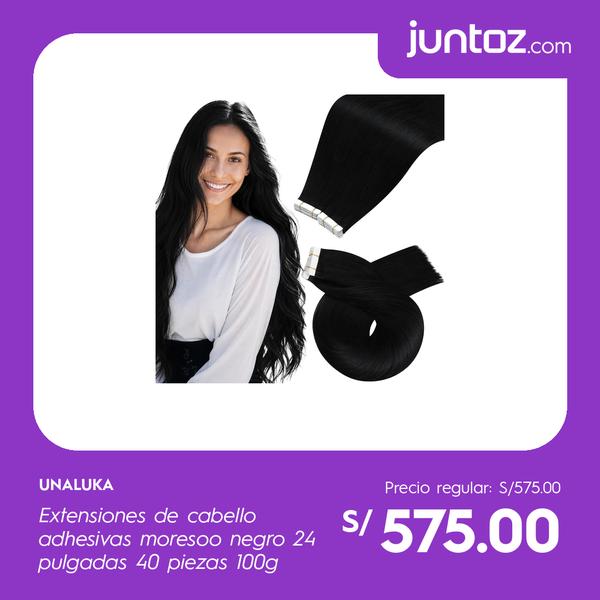 juntoz.com
UNALUKA
Extensiones de cabello
adhesivas moresoo negro 24
pulgadas 40 piezas 100g
Precio regular: S/575.00
S/ 575.00